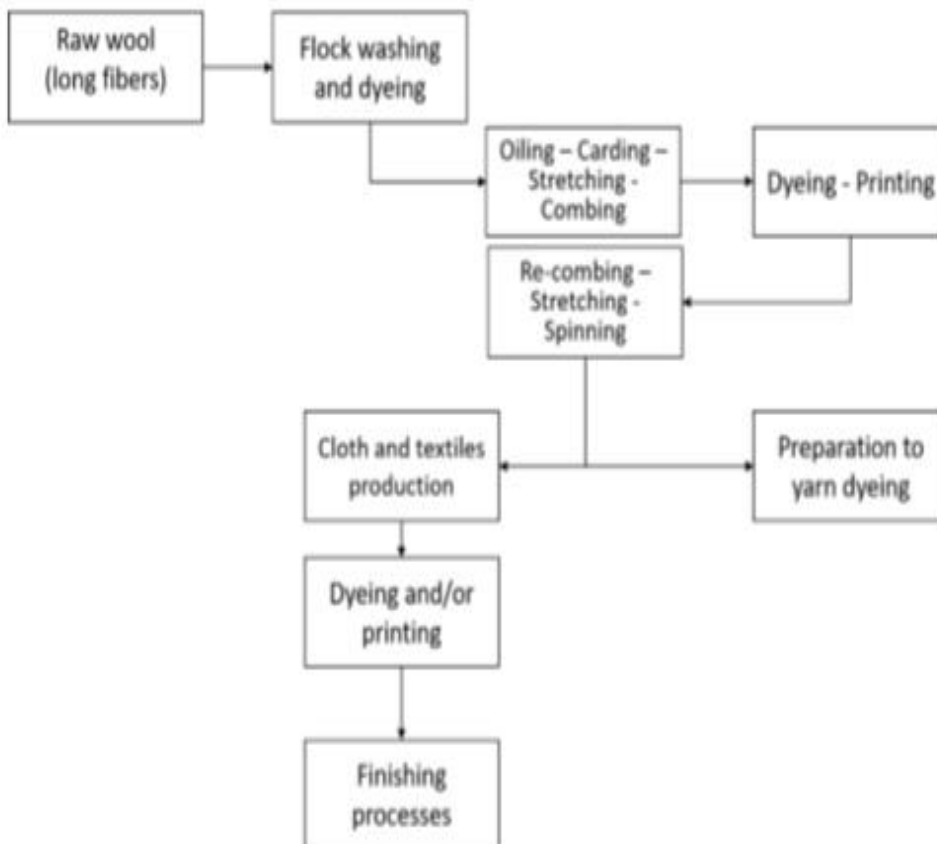 Raw wool
(long fibers)
Flock washing
and dyeing
Oiling – Carding –
Stretching -
Combing
Dyeing - Printing
Re-combing –
Stretching -
Spinning
Cloth and textiles
production
Preparation to
yarn dyeing
Dyeing and/or
printing
Finishing
processes